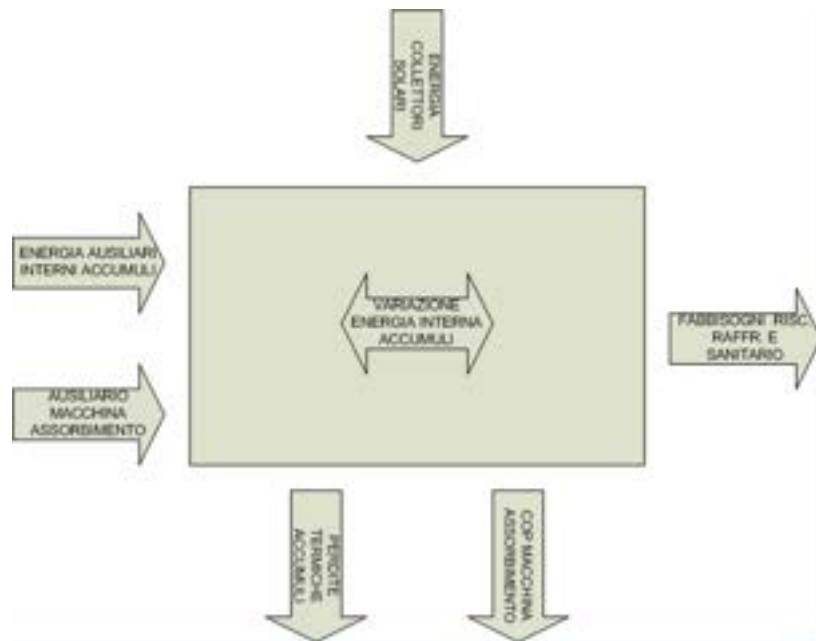 ENERGIA
COLLETTORI
SOLARI
ENERGIA AUSILIARI
INTERNI ACCUMULI
VARIAZIONE
ENERGIA INTERNA
ACCUMULI
FABBISOGNI RISC.
RAFFR. E
SANITARIO
AUSILIARIO
MACCHINA
ASSORBIMENTO
PERDITE
TERMICHE
ACCUMULI
COP MACCHINA
ASSORBIMENTO